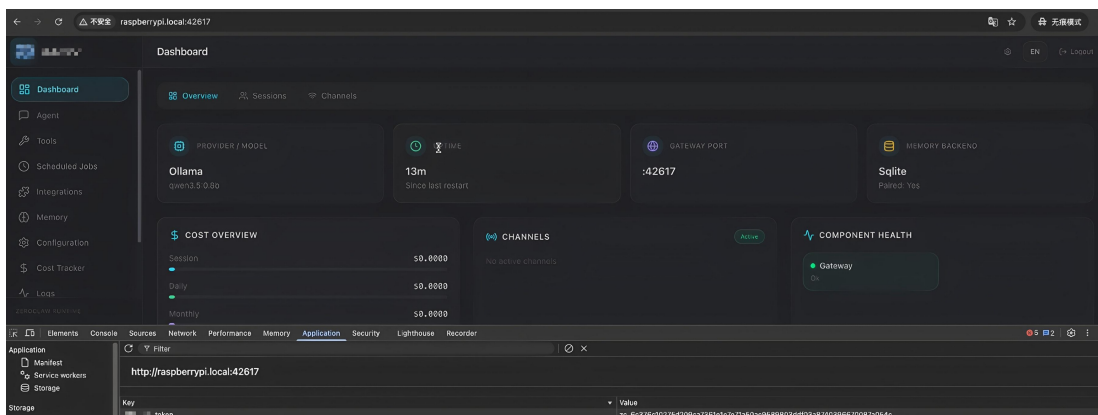 不安全 raspberrypi.local:42617 无痕模式
Dashboard EN Logout
Dashboard
Agent
Tools
Scheduled Jobs
Integrations
Memory
Configuration
Cost Tracker
Logs
Overview Sessions Channels
PROVIDER / MODEL
Ollama
qwen3.5:0.8b
13m
Since last restart
GATEWAY PORT
:42617
MEMORY BACKEND
Sqlite
Paired: Yes
$ COST OVERVIEW
Session $0.0000
Daily $0.0000
Monthly $0.0000
CHANNELS Active
No active channels
COMPONENT HEALTH
Gateway
Elements Console Sources Network Performance Memory Application Security Lighthouse Recorder 5 2
Application
Manifest
Service workers
Storage
Storage
Filter
http://raspberrypi.local:42617
Key Value
token